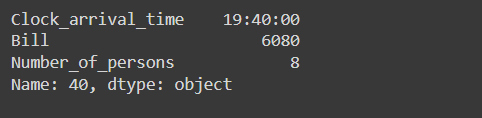 Clock_arrival_time    19:40:00
Bill                      6080
Number_of_persons            8
Name: 40, dtype: object